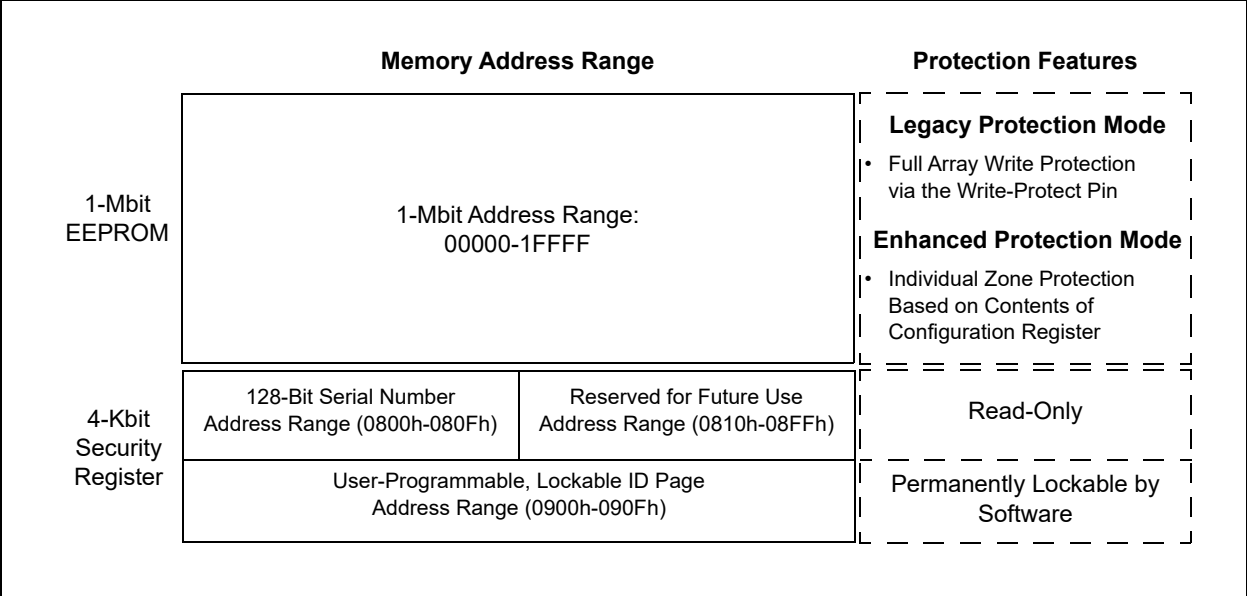 Memory Address Range
Protection Features
1-Mbit
EEPROM
1-Mbit Address Range:
00000-1FFFF
Legacy Protection Mode
• Full Array Write Protection
via the Write-Protect Pin
Enhanced Protection Mode
• Individual Zone Protection
Based on Contents of
Configuration Register
4-Kbit
Security
Register
128-Bit Serial Number
Address Range (0800h-080Fh)
Reserved for Future Use
Address Range (0810h-08FFh)
Read-Only
User-Programmable, Lockable ID Page
Address Range (0900h-090Fh)
Permanently Lockable by
Software